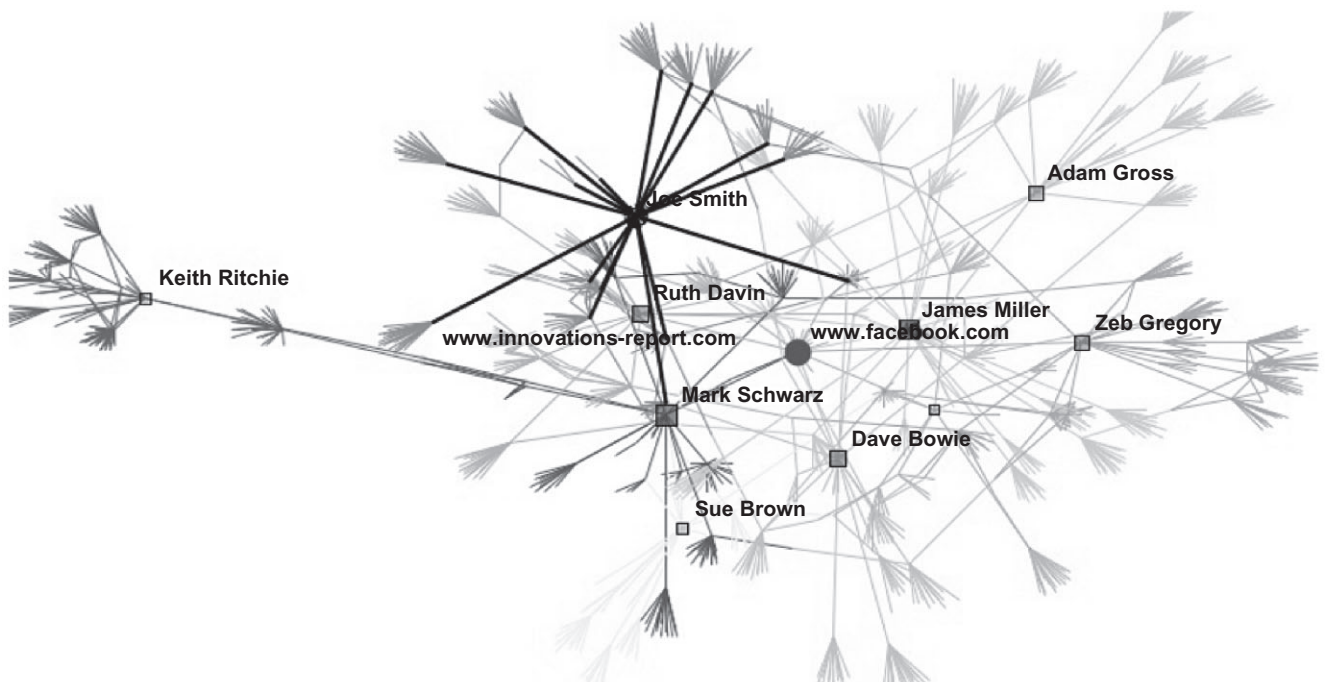 Adam Gross
Joe Smith
Keith Ritchie
Ruth Davin
James Miller
Zeb Gregory
www.facebook.com
www.innovations-report.com
Mark Schwarz
Dave Bowie
Sue Brown